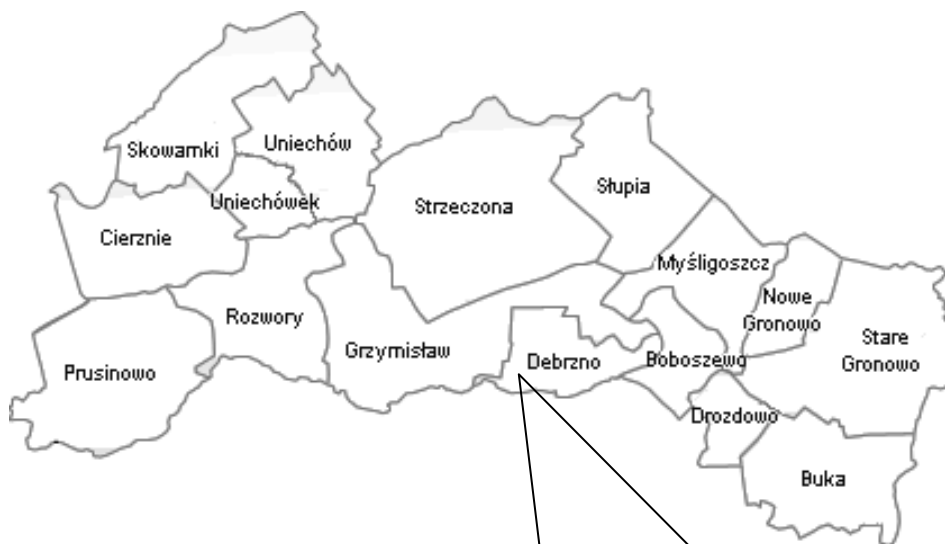 Uniechów
Skowarnki
Słupia
Uniechówek
Strzeczona
Cierznie
Myśligoszcz
Nowe
Gronowo
Rozwory
Stare
Gronowo
Grzymisław
Boboszewo
Debrzno
Prusinowo
Drozdowo
Buka